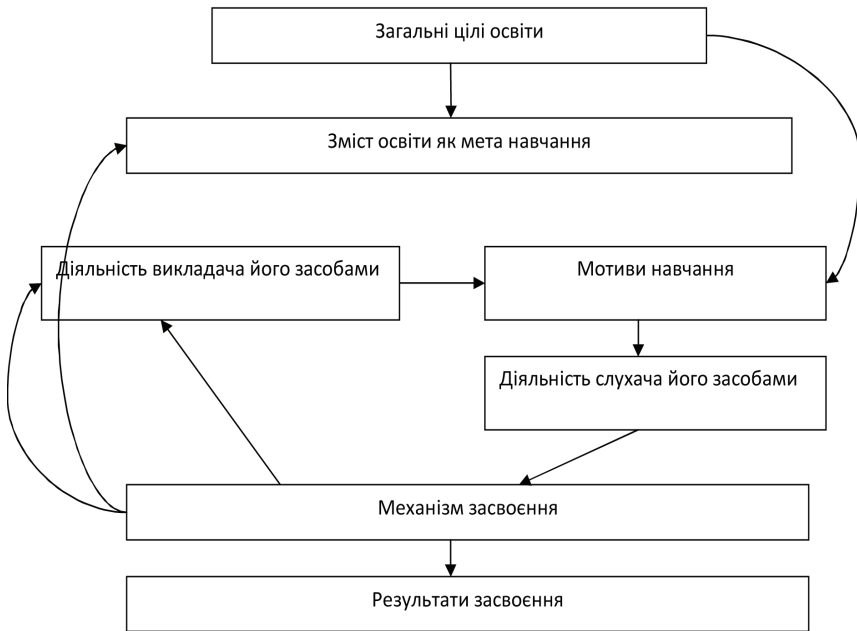 Загальні цілі освіти
Зміст освіти як мета навчання
Діяльність викладача його засобами
Мотиви навчання
Діяльність слухача його засобами
Механізм засвоєння
Результати засвоєння